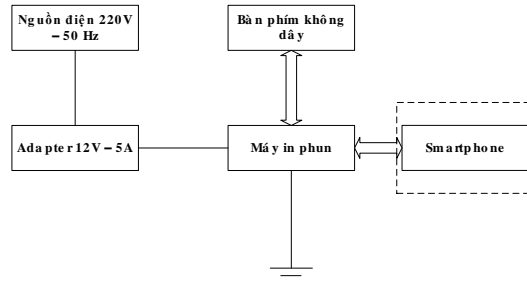 Nguồn điện 220V
– 50 Hz
Bàn phím không
dây
Adapter 12V – 5A
Máy in phun
Smartphone